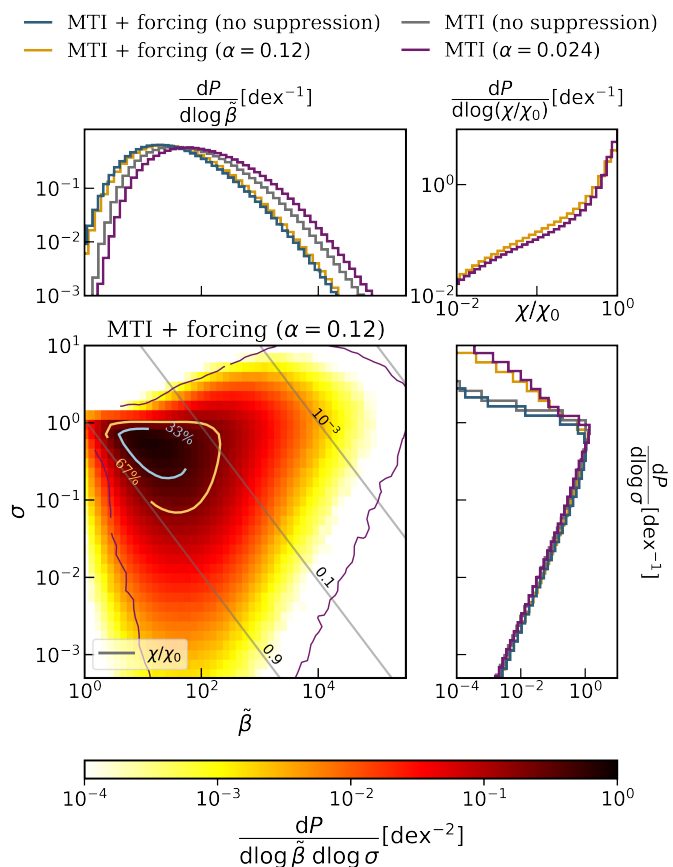 MTI + forcing (no suppression)
MTI (no suppression)
MTI + forcing (α = 0.12)
MTI (α = 0.024)
dP/dlog β̃ [dex⁻¹]
dP/dlog(χ/χ₀) [dex⁻¹]
10⁻¹
10⁻²
10⁻³
10⁰
10⁻²
10⁻² 10⁰
χ/χ₀
MTI + forcing (α = 0.12)
10¹
10⁰
10⁻¹
10⁻²
10⁻³
σ
33%
67%
10⁻³
0.1
0.9
χ/χ₀
10⁰ 10² 10⁴
β̃
dP/dlog σ [dex⁻¹]
10⁻⁴ 10⁻² 10⁰
10⁻⁴ 10⁻³ 10⁻² 10⁻¹ 10⁰
dP/dlog β̃ dlog σ [dex⁻²]